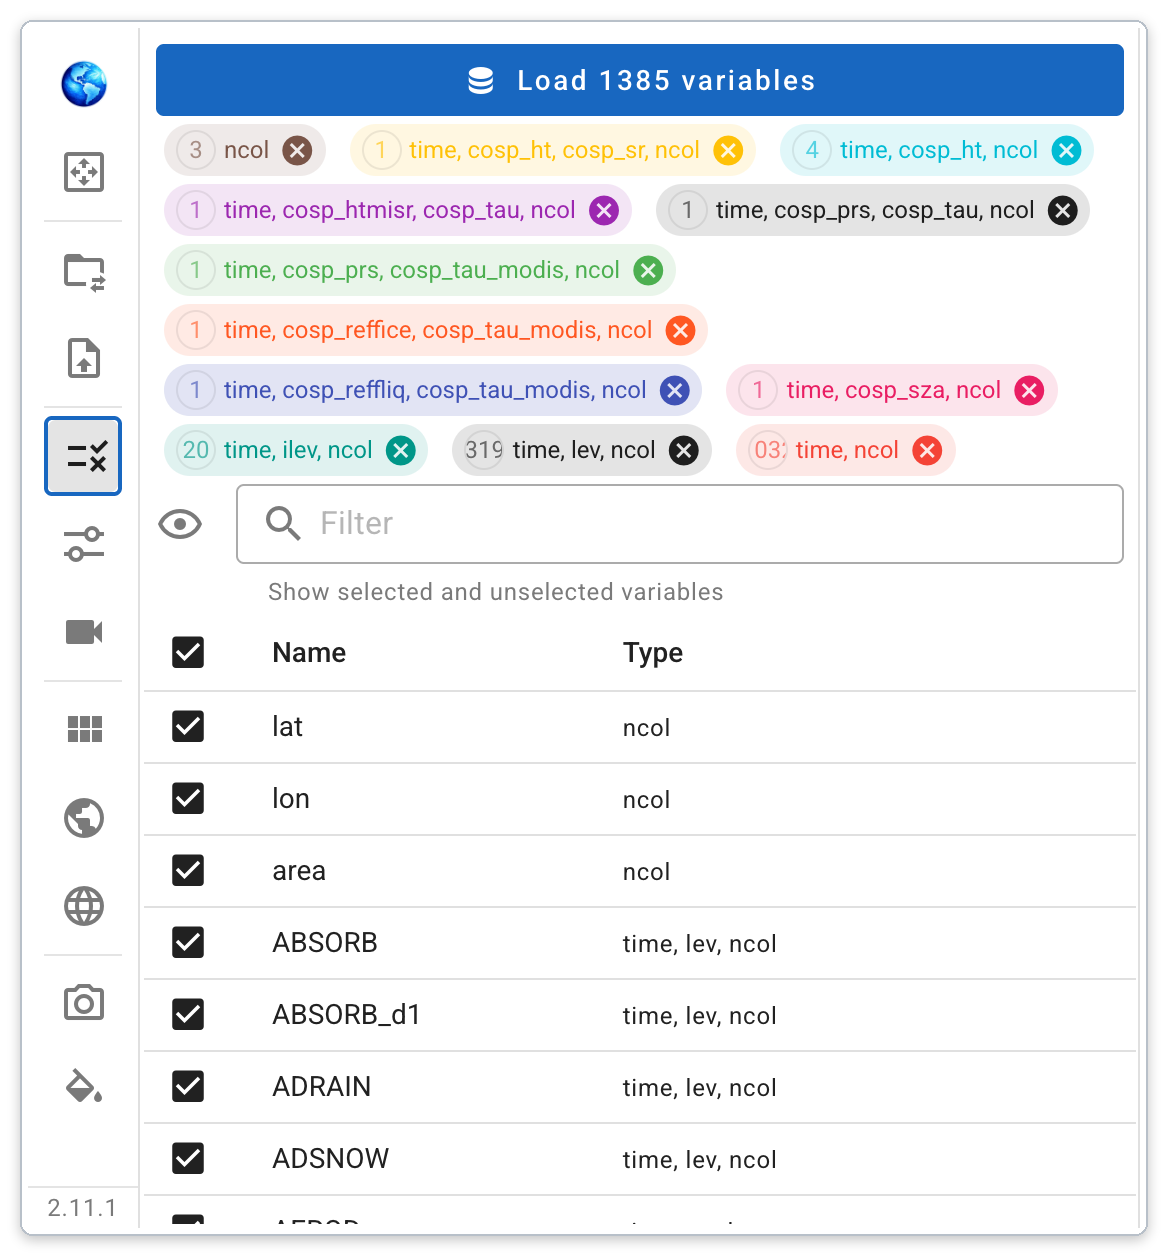 Load 1385 variables
3 ncol
1 time, cosp_ht, cosp_sr, ncol
4 time, cosp_ht, ncol
1 time, cosp_htmisr, cosp_tau, ncol
1 time, cosp_prs, cosp_tau, ncol
1 time, cosp_prs, cosp_tau_modis, ncol
1 time, cosp_reffice, cosp_tau_modis, ncol
1 time, cosp_reffliq, cosp_tau_modis, ncol
1 time, cosp_sza, ncol
20 time, ilev, ncol
319 time, lev, ncol
time, ncol
Filter
Show selected and unselected variables
Name Type
lat ncol
lon ncol
area ncol
ABSORB time, lev, ncol
ABSORB_d1 time, lev, ncol
ADRAIN time, lev, ncol
ADSNOW time, lev, ncol
2.11.1